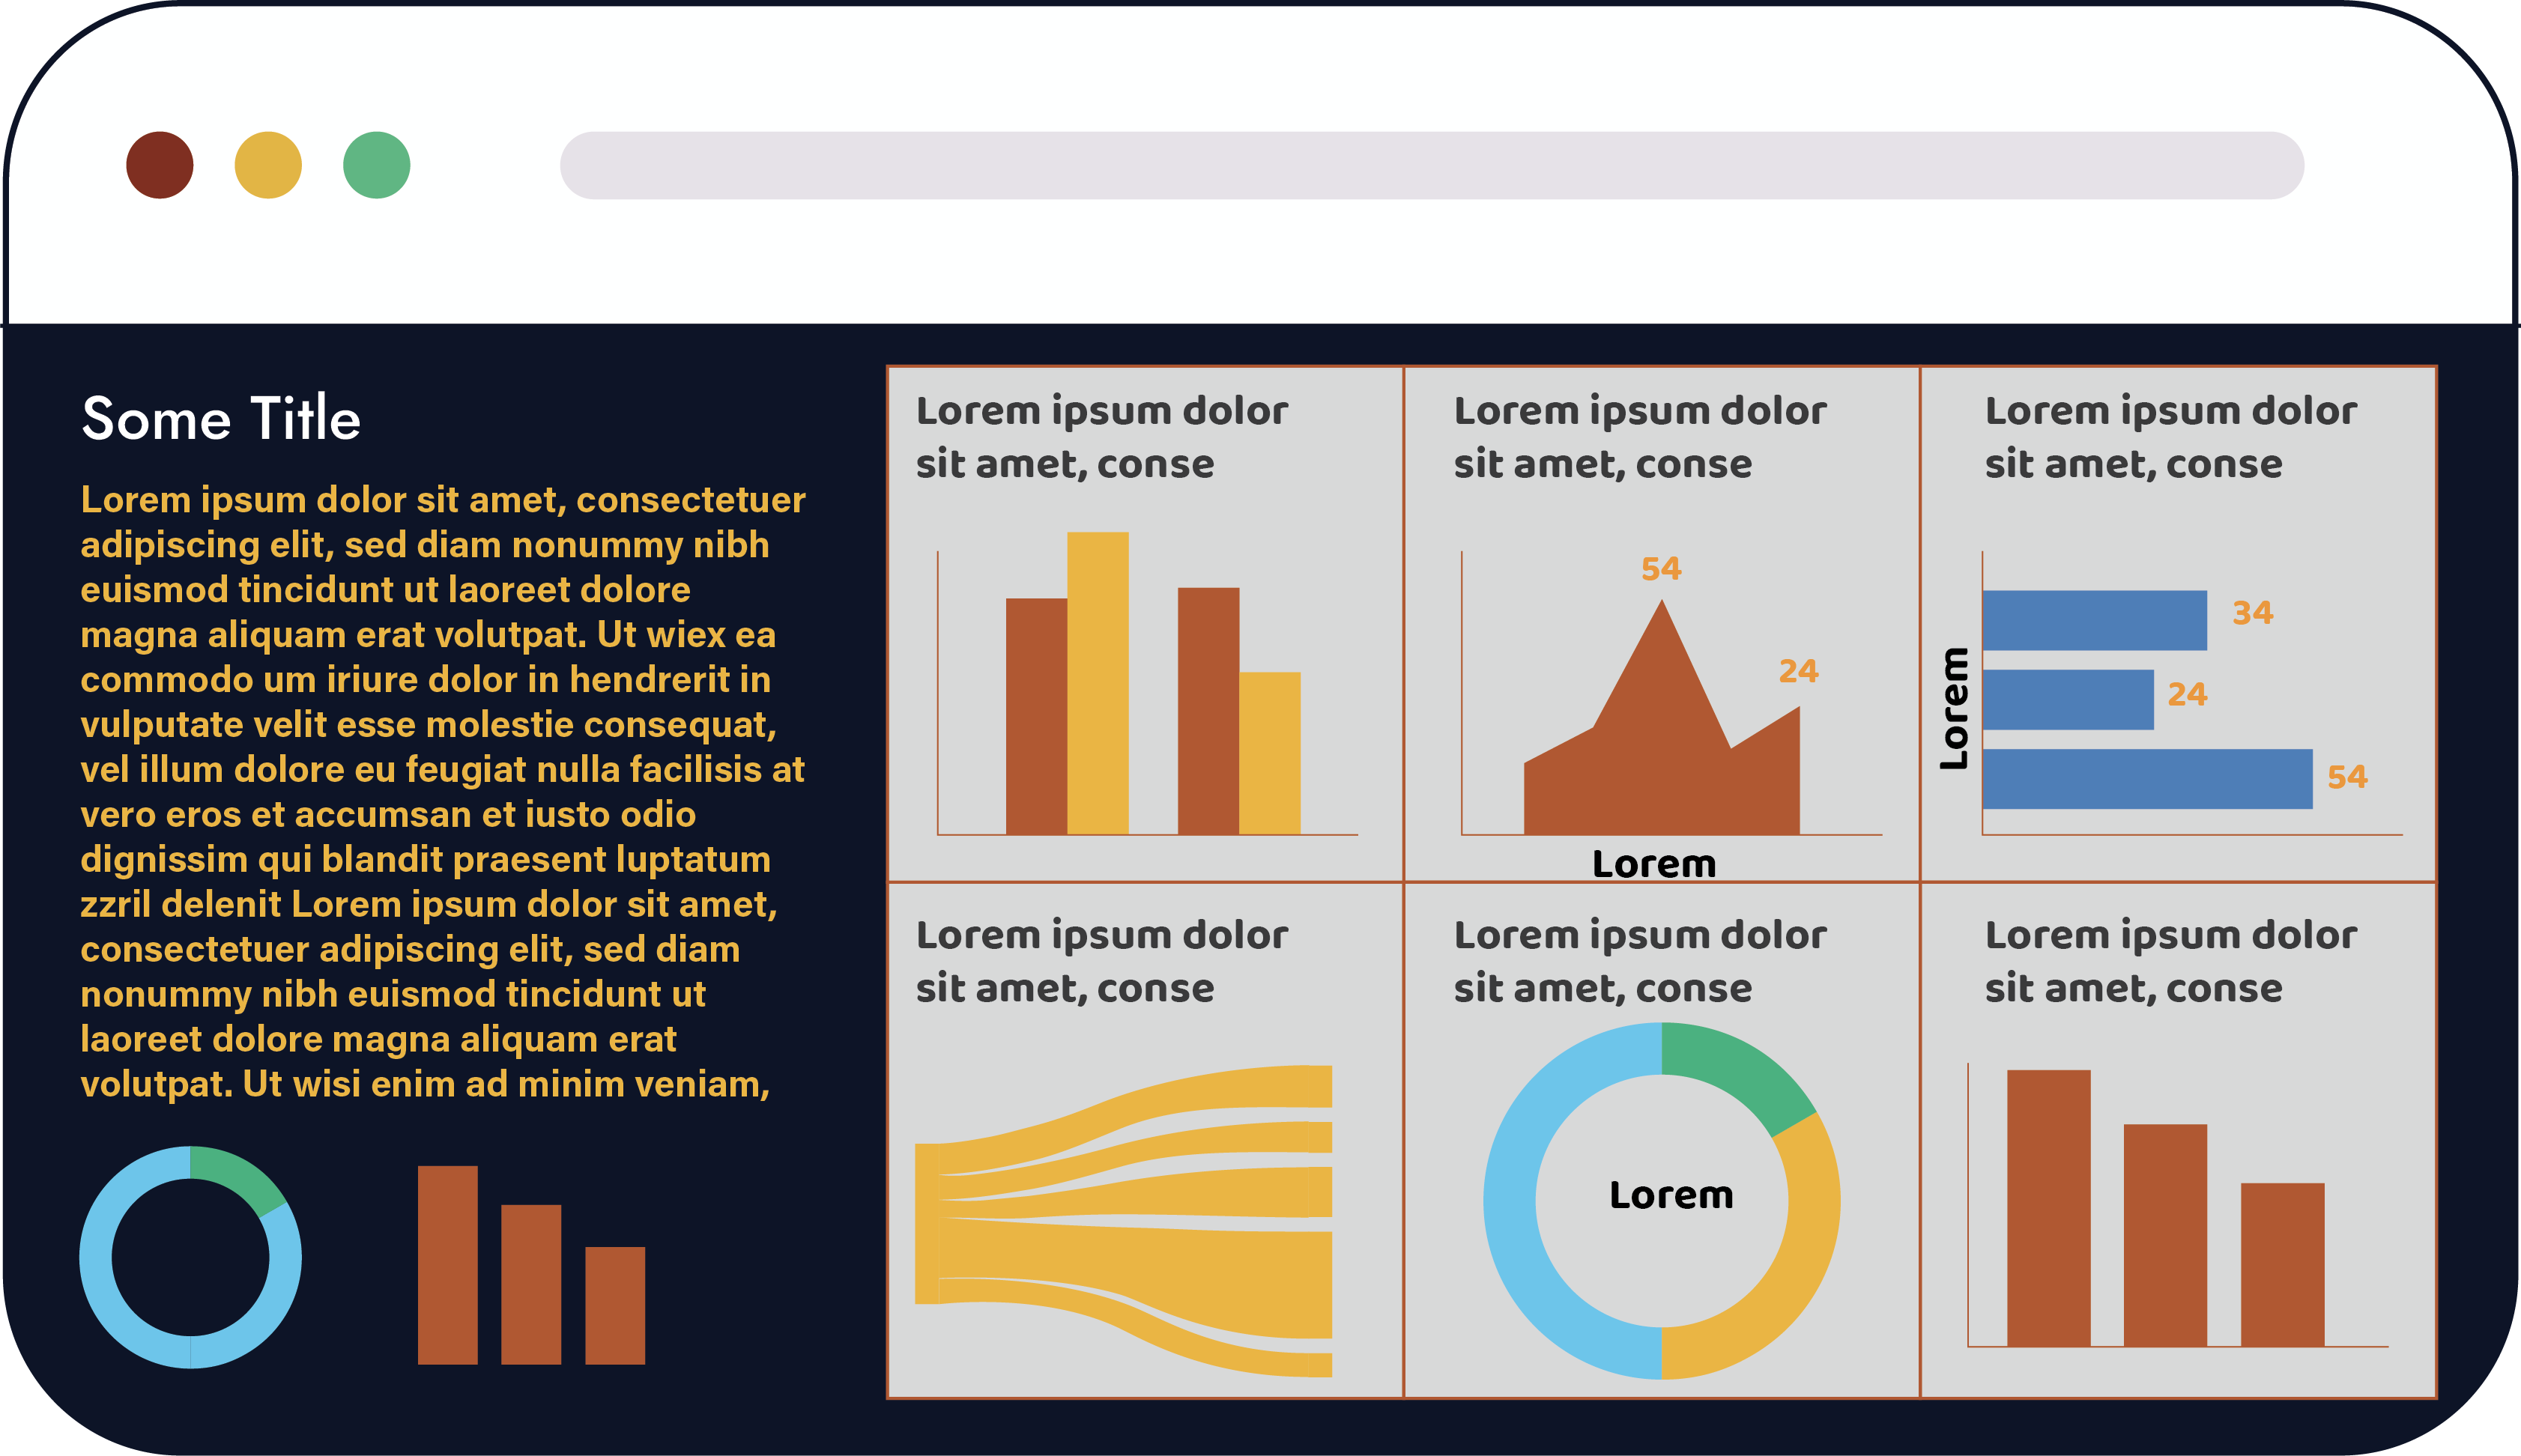 Some Title
Lorem ipsum dolor sit amet, consectetuer
adipiscing elit, sed diam nonummy nibh
euismod tincidunt ut laoreet dolore
magna aliquam erat volutpat. Ut wiex ea
commodo um iriure dolor in hendrerit in
vulputate velit esse molestie consequat,
vel illum dolore eu feugiat nulla facilisis at
vero eros et accumsan et iusto odio
dignissim qui blandit praesent luptatum
zzril delenit Lorem ipsum dolor sit amet,
consectetuer adipiscing elit, sed diam
nonummy nibh euismod tincidunt ut
laoreet dolore magna aliquam erat
volutpat. Ut wisi enim ad minim veniam,
Lorem ipsum dolor
sit amet, conse
Lorem ipsum dolor
sit amet, conse
54
24
Lorem
Lorem ipsum dolor
sit amet, conse
Lorem
34
24
54
Lorem ipsum dolor
sit amet, conse
Lorem ipsum dolor
sit amet, conse
Lorem
Lorem ipsum dolor
sit amet, conse